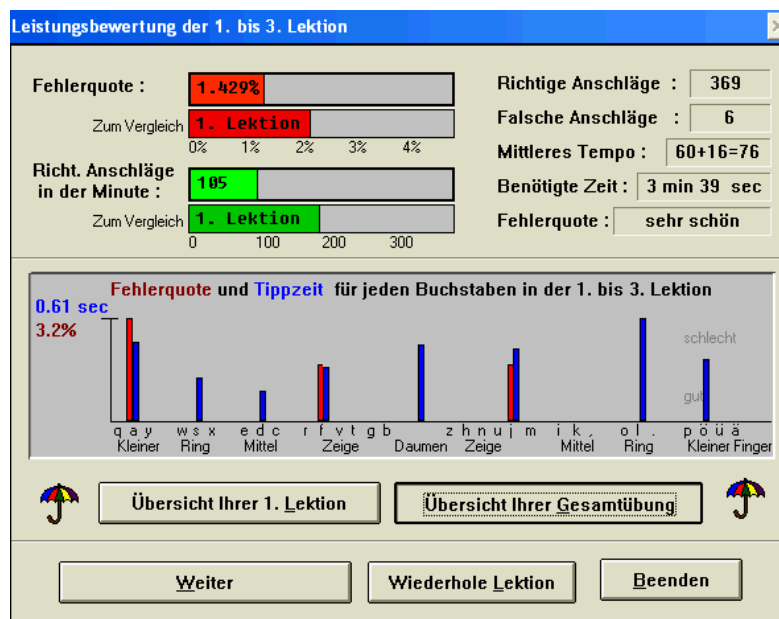 Leistungsbewertung der 1. bis 3. Lektion
Fehlerquote :
1.429%
Zum Vergleich
1. Lektion
0% 1% 2% 3% 4%
Richt. Anschläge
in der Minute :
105
Zum Vergleich
1. Lektion
0 100 200 300
Richtige Anschläge : 369
Falsche Anschläge : 6
Mittleres Tempo : 60+16=76
Benötigte Zeit : 3 min 39 sec
Fehlerquote : sehr schön
Fehlerquote und Tippzeit für jeden Buchstaben in der 1. bis 3. Lektion
0.61 sec
3.2%
schlecht
gut
q a y w s x e d c r f v t g b z h n u j m i k , o l . p ö ü ä
Kleiner Ring Mittel Zeige Daumen Zeige Mittel Ring Kleiner Finger
Übersicht Ihrer 1. Lektion
Übersicht Ihrer Gesamtübung
Weiter
Wiederhole Lektion
Beenden